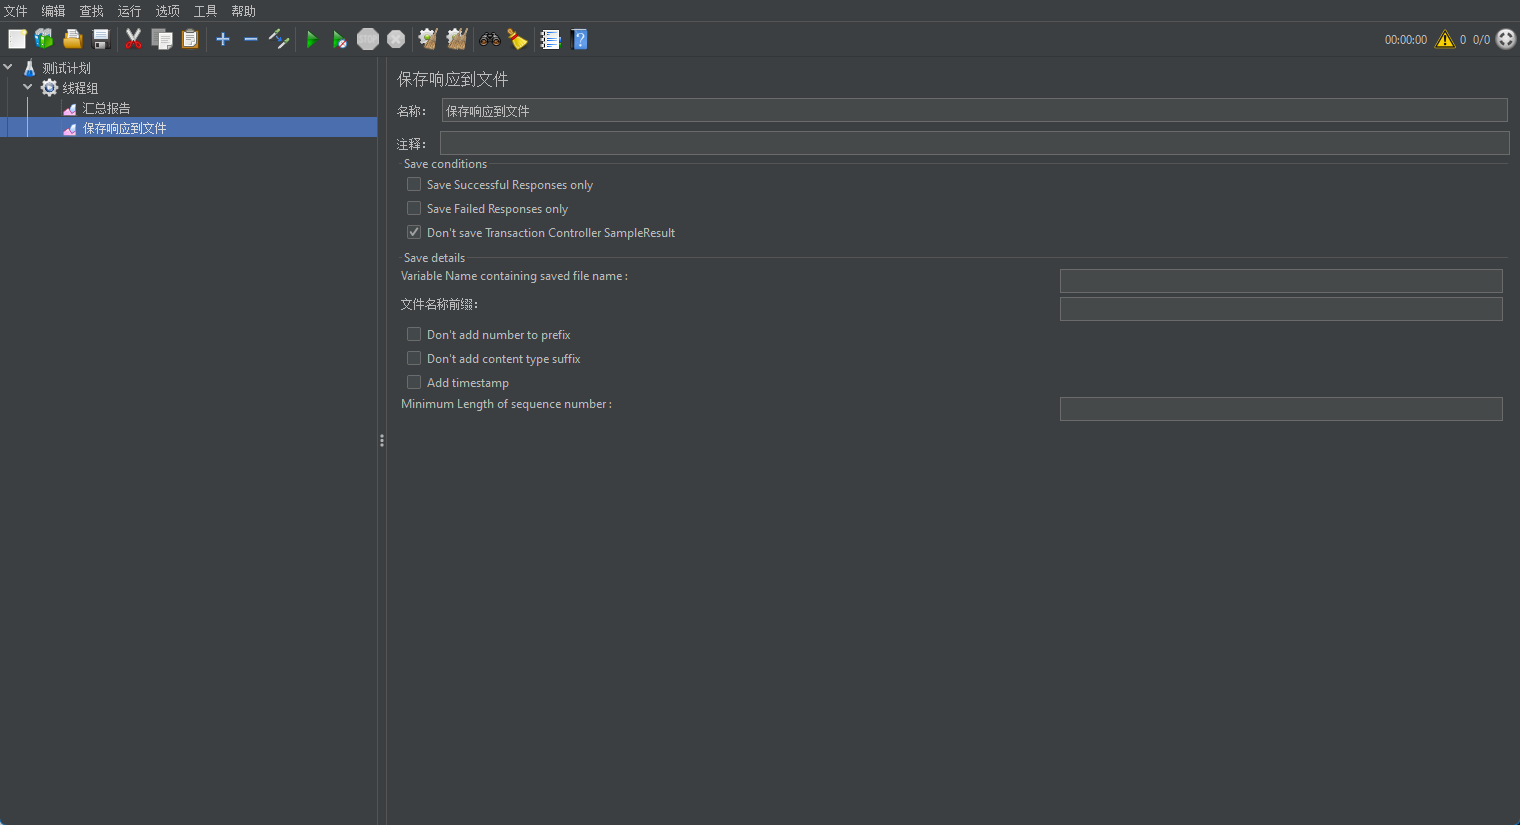 文件 编辑 查找 运行 选项 工具 帮助
00:00:00 0 0/0
测试计划
线程组
汇总报告
保存响应到文件
保存响应到文件
名称： 保存响应到文件
注释：
Save conditions
Save Successful Responses only
Save Failed Responses only
Don't save Transaction Controller SampleResult
Save details
Variable Name containing saved file name :
文件名称前缀：
Don't add number to prefix
Don't add content type suffix
Add timestamp
Minimum Length of sequence number :